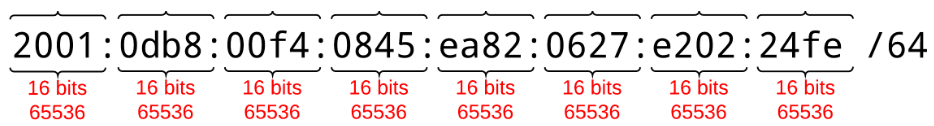 2001:0db8:00f4:0845:ea82:0627:e202:24fe /64
16 bits 16 bits 16 bits 16 bits 16 bits 16 bits 16 bits 16 bits
65536 65536 65536 65536 65536 65536 65536 65536